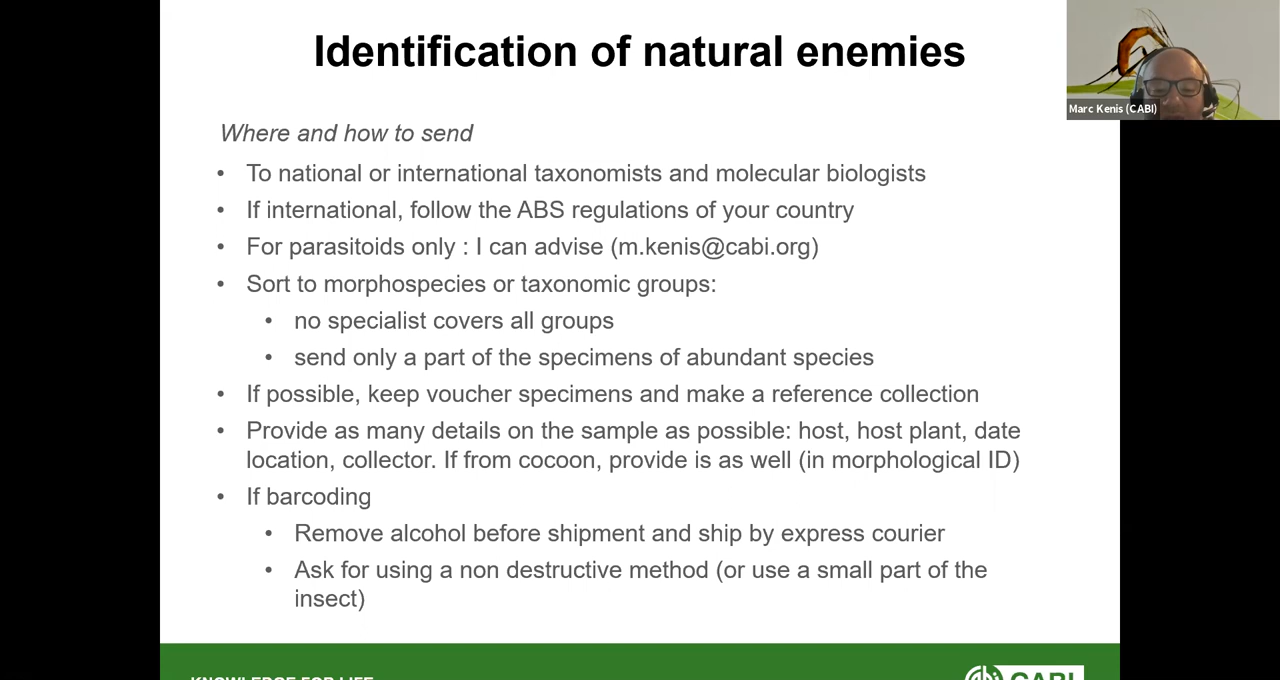 Identification of natural enemies
Marc Kenis (CABI)
Where and how to send
• To national or international taxonomists and molecular biologists
• If international, follow the ABS regulations of your country
• For parasitoids only : I can advise (m.kenis@cabi.org)
• Sort to morphospecies or taxonomic groups:
• no specialist covers all groups
• send only a part of the specimens of abundant species
• If possible, keep voucher specimens and make a reference collection
• Provide as many details on the sample as possible: host, host plant, date
location, collector. If from cocoon, provide is as well (in morphological ID)
• If barcoding
• Remove alcohol before shipment and ship by express courier
• Ask for using a non destructive method (or use a small part of the
insect)
KNOWLEDGE FOR LIFE
CABI